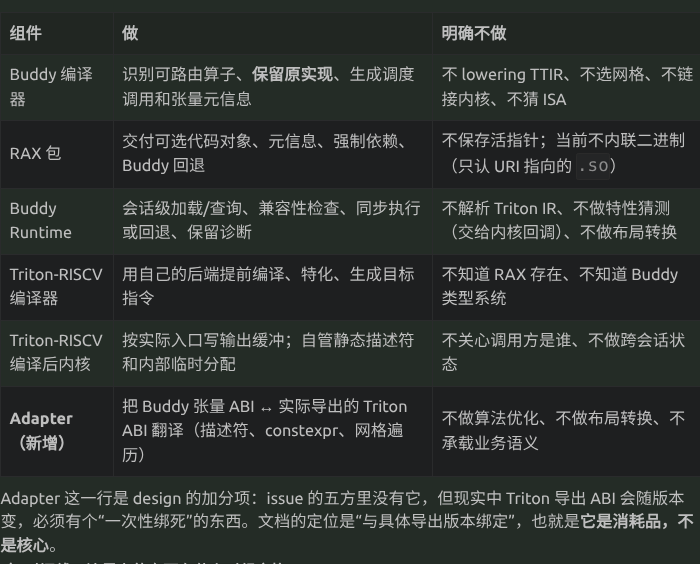 组件 做 明确不做
Buddy 编译 识别可路由算子、保留原实现、生成调度 不 lowering TTIR、不选网格、不链
器 调用和张量元信息 接内核、不猜 ISA
RAX 包 交付可选代码对象、元信息、强制依赖、 不保存活指针；当前不内联二进制
Buddy 回退 （只认 URI 指向的 .so）
Buddy 会话级加载/查询、兼容性检查、同步执行 不解析 Triton IR、不做特性猜测
Runtime 或回退、保留诊断 （交给内核回调）、不做布局转换
Triton-RISCV 用自己的后端提前编译、特化、生成目标 不知道 RAX 存在、不知道 Buddy
编译器 指令 类型系统
Triton-RISCV 按实际入口写输出缓冲；自管静态描述符 不关心调用方是谁、不做跨会话状
编译后内核 和内部临时分配 态
Adapter 把 Buddy 张量 ABI ↔ 实际导出的 Triton 不做算法优化、不做布局转换、不
（新增） ABI 翻译（描述符、constexpr、网格遍 承载业务语义
历）
Adapter 这一行是 design 的加分项：issue 的五方里没有它，但现实中 Triton 导出 ABI 会随版本
变，必须有个“一次性绑死”的东西。文档的定位是“与具体导出版本绑定”，也就是它是消耗品，不
是核心。